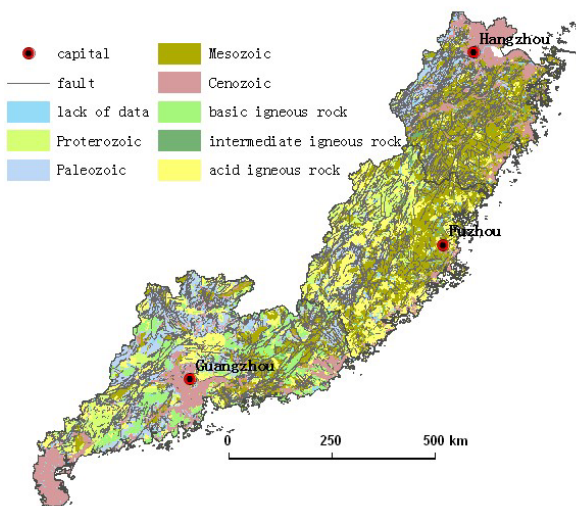 capital
fault
lack of data
Proterozoic
Paleozoic
Mesozoic
Cenozoic
basic igneous rock
intermediate igneous rock
acid igneous rock
Hangzhou
Fuzhou
Guangzhou
0 250 500 km